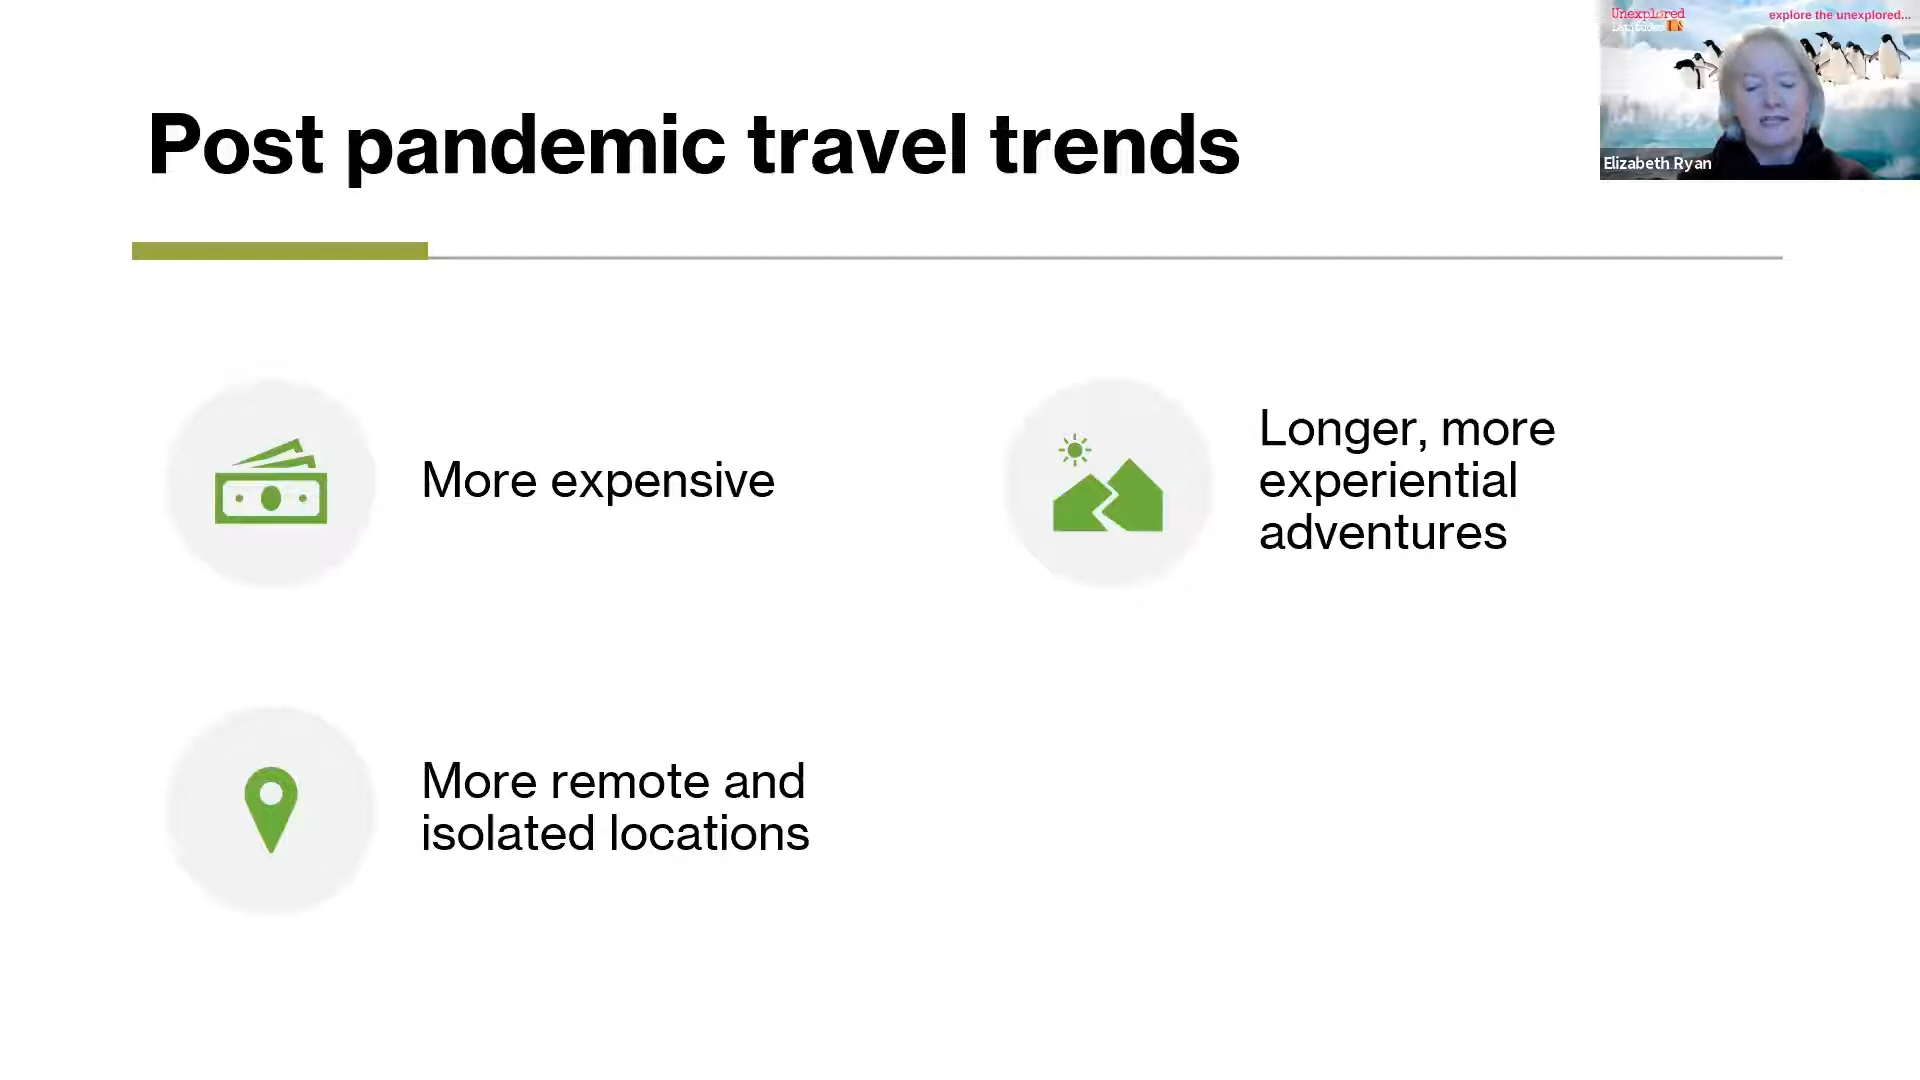 Post pandemic travel trends
Unexplored
Latitudes
explore the unexplored...
Elizabeth Ryan
More expensive
Longer, more
experiential
adventures
More remote and
isolated locations